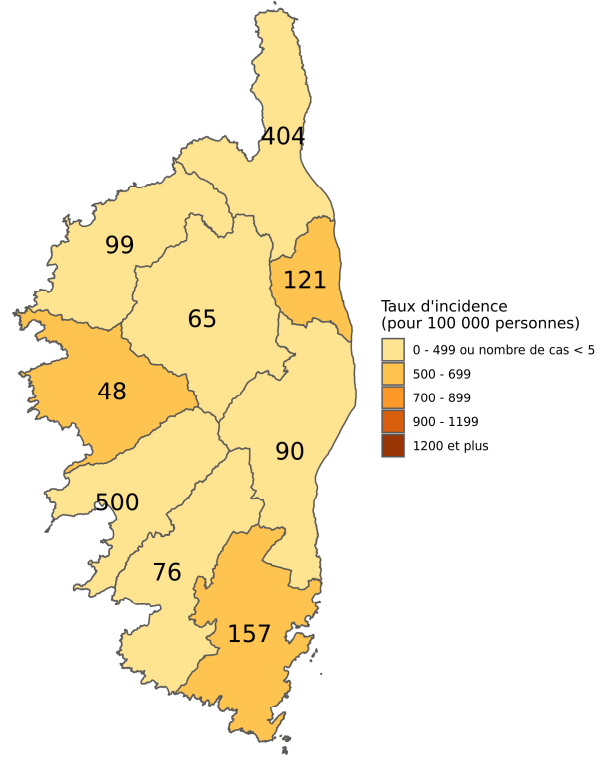 404
99
121
65
48
90
500
76
157
Taux d'incidence
(pour 100 000 personnes)
0 - 499 ou nombre de cas < 5
500 - 699
700 - 899
900 - 1199
1200 et plus